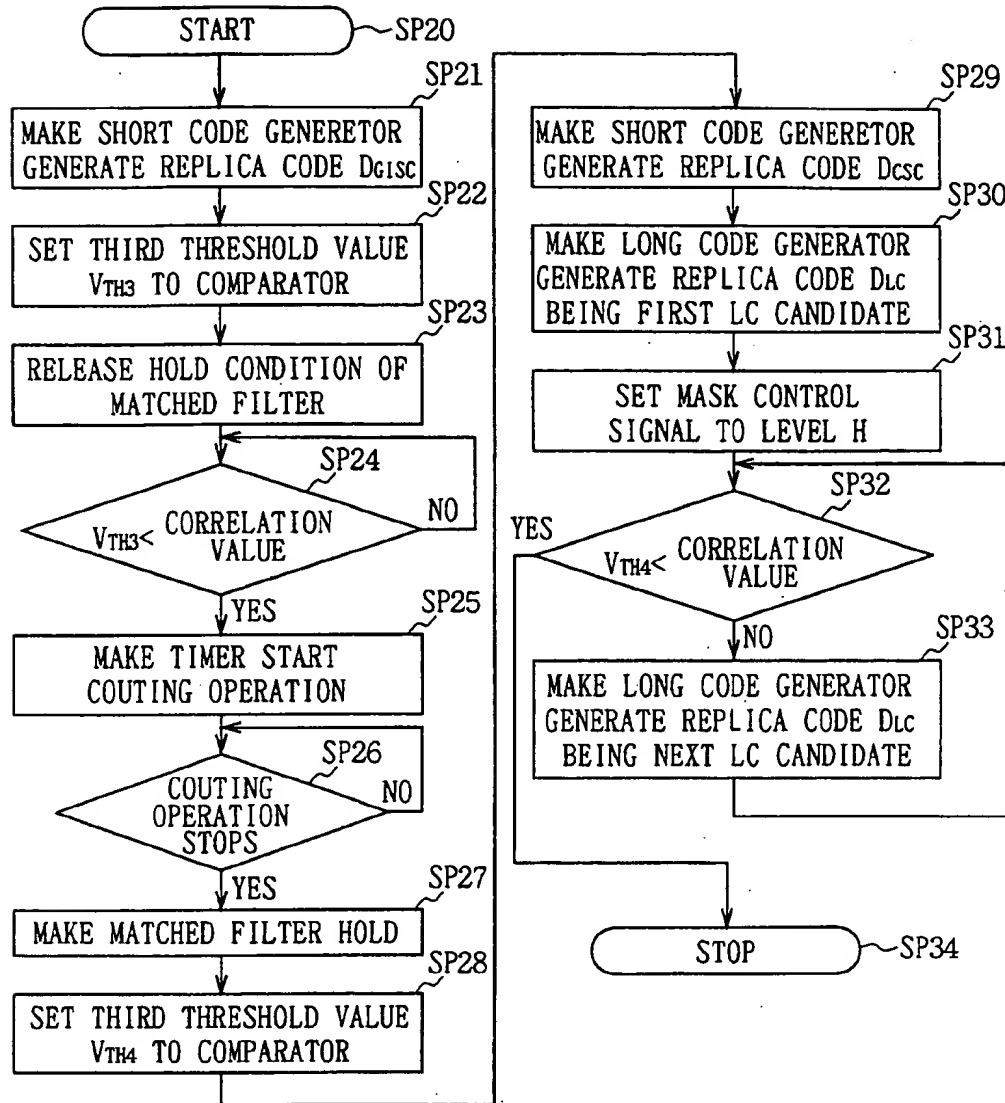 START
SP20
SP21
MAKE SHORT CODE GENERETOR
GENERATE REPLICA CODE DG1SC
SP22
SET THIRD THRESHOLD VALUE
VTH3 TO COMPARATOR
SP23
RELEASE HOLD CONDITION OF
MATCHED FILTER
SP24
VTH3< CORRELATION
VALUE
NO
YES
SP25
MAKE TIMER START
COUTING OPERATION
SP26
COUTING
OPERATION
STOPS
NO
YES
SP27
MAKE MATCHED FILTER HOLD
SP28
SET THIRD THRESHOLD VALUE
VTH4 TO COMPARATOR
SP29
MAKE SHORT CODE GENERETOR
GENERATE REPLICA CODE DCSC
SP30
MAKE LONG CODE GENERATOR
GENERATE REPLICA CODE DLC
BEING FIRST LC CANDIDATE
SP31
SET MASK CONTROL
SIGNAL TO LEVEL H
SP32
YES
VTH4< CORRELATION
VALUE
NO
SP33
MAKE LONG CODE GENERATOR
GENERATE REPLICA CODE DLC
BEING NEXT LC CANDIDATE
STOP
SP34